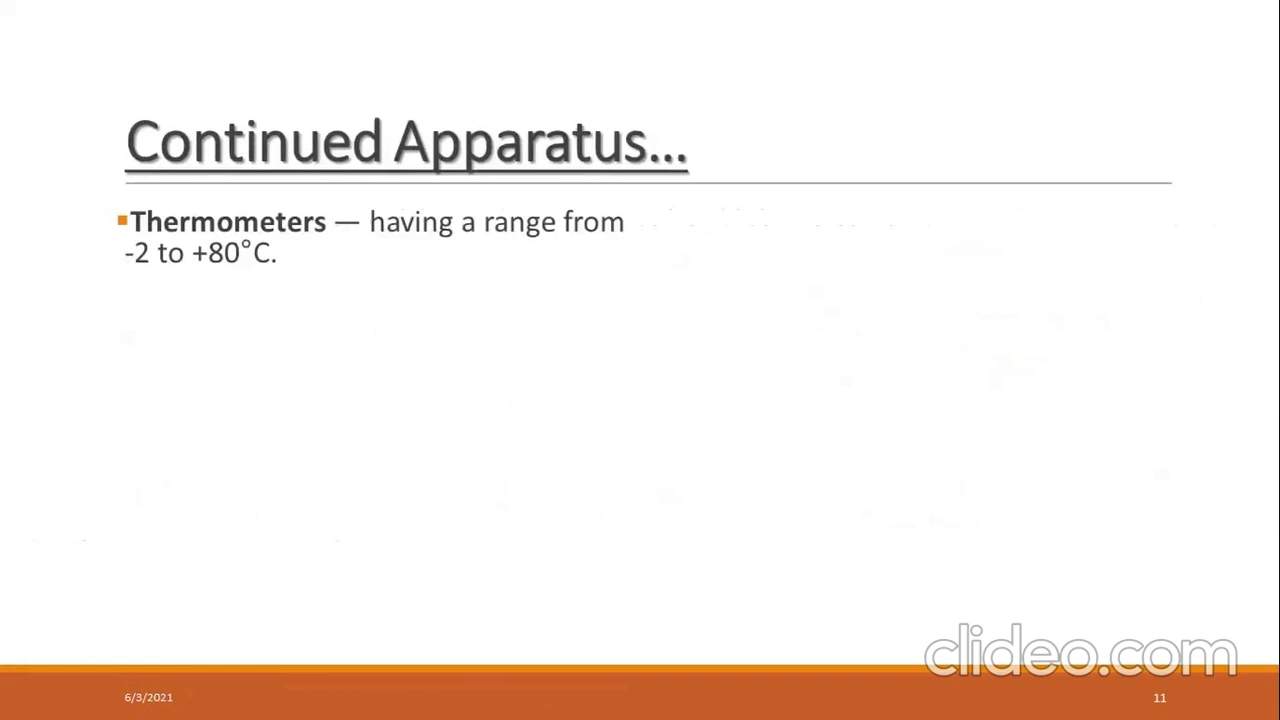 Continued Apparatus...
▪Thermometers — having a range from
-2 to +80°C.
clideo.com
6/3/2021
11